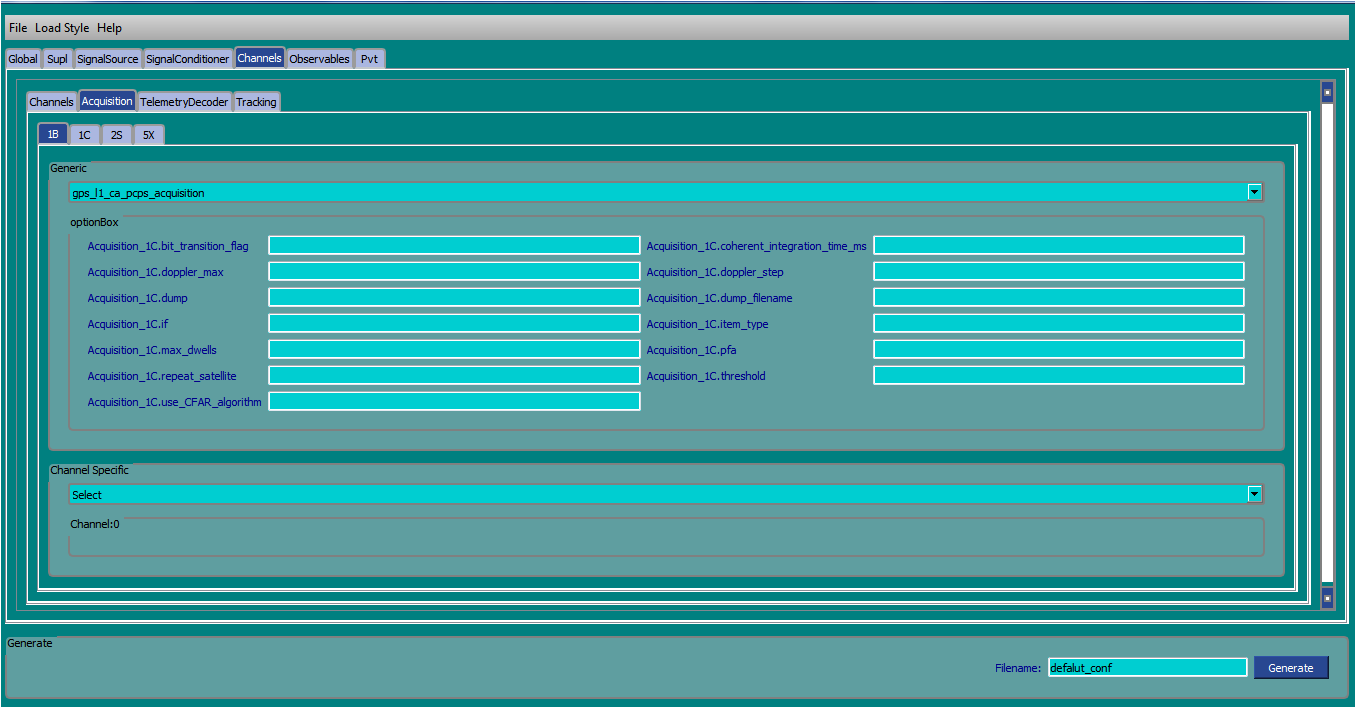 File Load Style Help
Global Supl SignalSource SignalConditioner Channels Observables Pvt
Channels Acquisition TelemetryDecoder Tracking
1B 1C 2S 5X
Generic
gps_l1_ca_pcps_acquisition
optionBox
Acquisition_1C.bit_transition_flag Acquisition_1C.coherent_integration_time_ms
Acquisition_1C.doppler_max Acquisition_1C.doppler_step
Acquisition_1C.dump Acquisition_1C.dump_filename
Acquisition_1C.if Acquisition_1C.item_type
Acquisition_1C.max_dwells Acquisition_1C.pfa
Acquisition_1C.repeat_satellite Acquisition_1C.threshold
Acquisition_1C.use_CFAR_algorithm
Channel Specific
Select
Channel:0
Generate
Filename: defalut_conf Generate